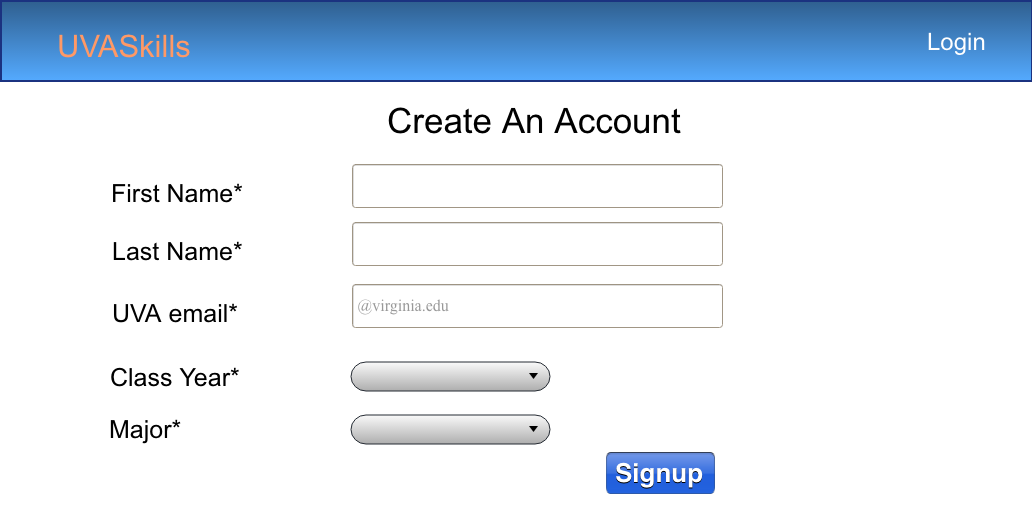 UVASkills
Login
Create An Account
First Name*
Last Name*
UVA email*
@virginia.edu
Class Year*
Major*
Signup